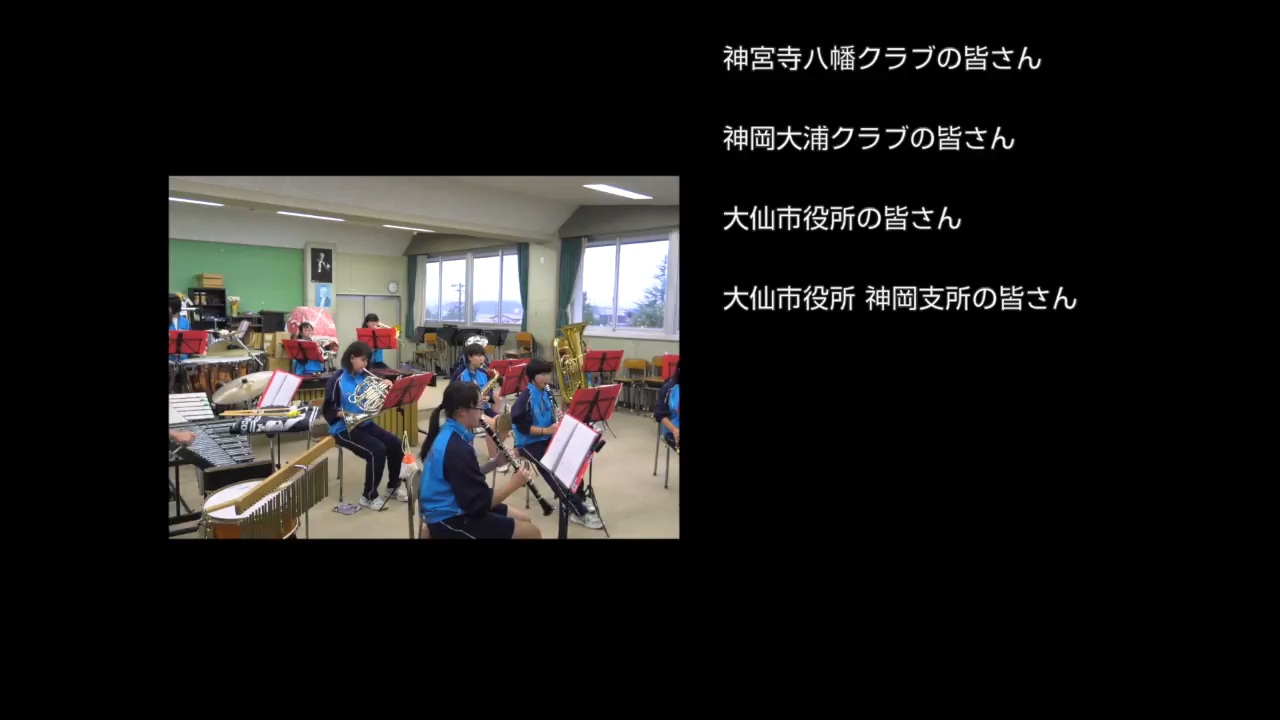 神宮寺八幡クラブの皆さん
神岡大浦クラブの皆さん
大仙市役所の皆さん
大仙市役所 神岡支所の皆さん